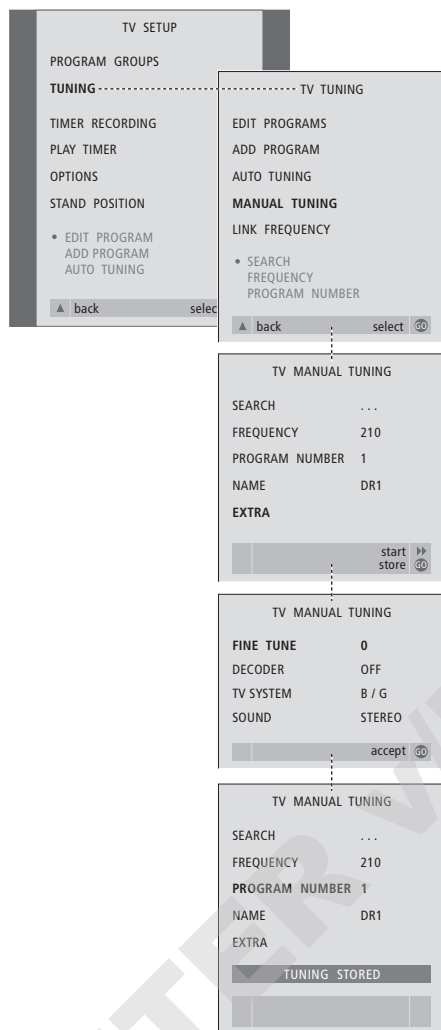 TV SETUP
PROGRAM GROUPS
TUNING
TIMER RECORDING
PLAY TIMER
OPTIONS
STAND POSITION
• EDIT PROGRAM
ADD PROGRAM
AUTO TUNING
▲ back selec
TV TUNING
EDIT PROGRAMS
ADD PROGRAM
AUTO TUNING
MANUAL TUNING
LINK FREQUENCY
• SEARCH
FREQUENCY
PROGRAM NUMBER
▲ back select GO
TV MANUAL TUNING
SEARCH . . .
FREQUENCY 210
PROGRAM NUMBER 1
NAME DR1
EXTRA
start
store GO
TV MANUAL TUNING
FINE TUNE 0
DECODER OFF
TV SYSTEM B / G
SOUND STEREO
accept GO
TV MANUAL TUNING
SEARCH . . .
FREQUENCY 210
PROGRAM NUMBER 1
NAME DR1
EXTRA
TUNING STORED